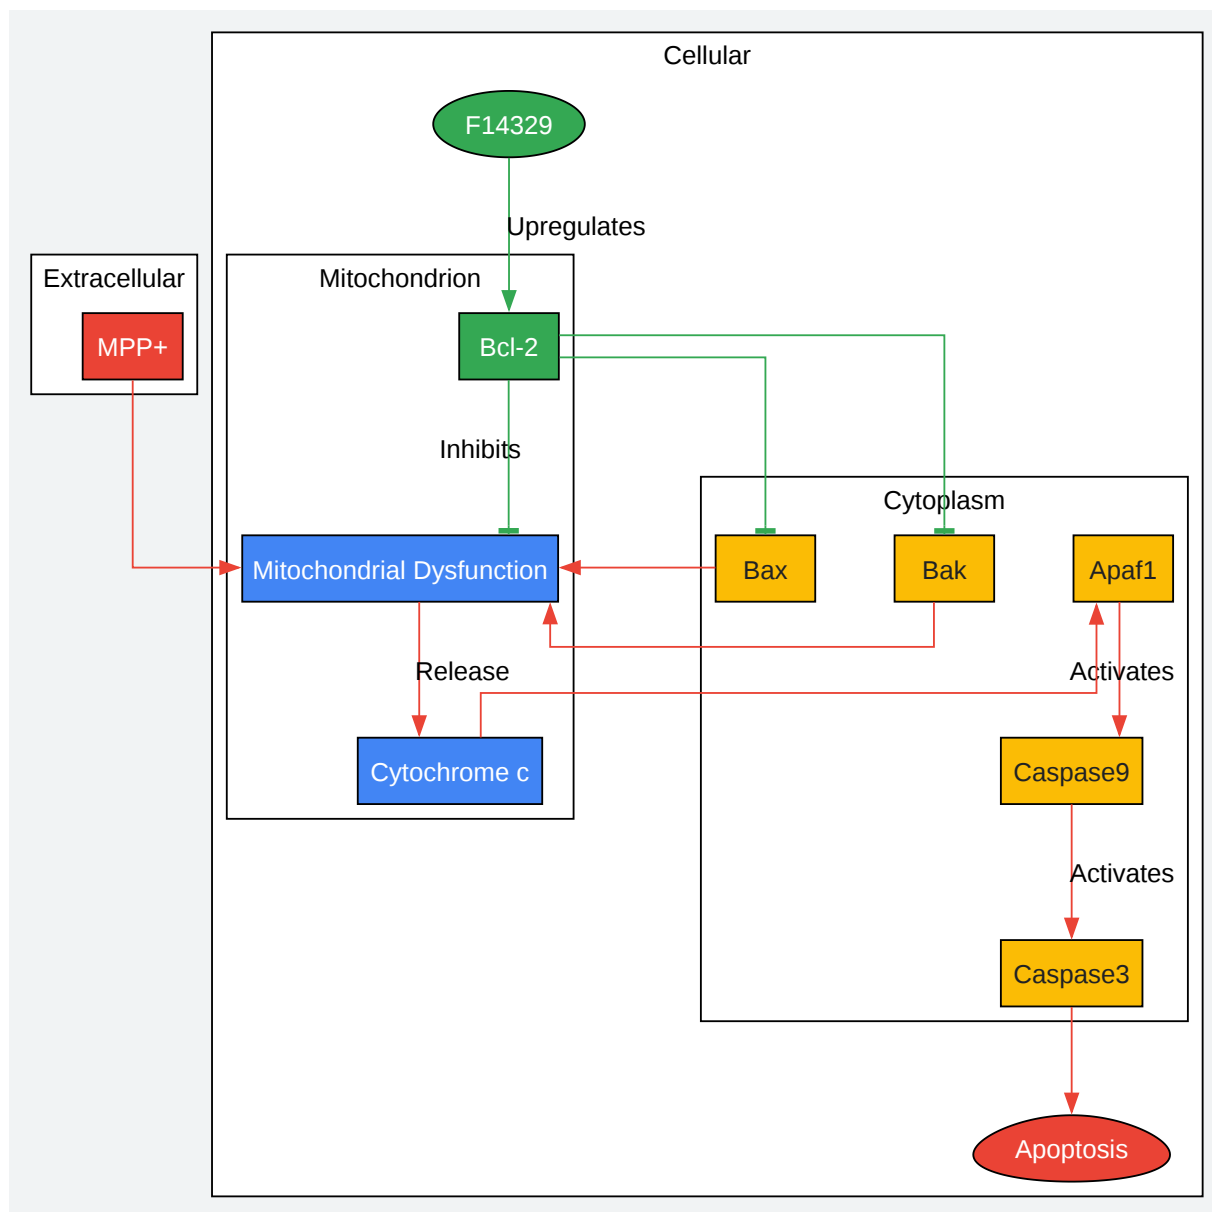 Cellular
F14329
Upregulates
Extracellular
Mitochondrion
MPP+
Bcl-2
Inhibits
Cytoplasm
Mitochondrial Dysfunction
Bax
Bak
Apaf1
Release
Activates
Cytochrome c
Caspase9
Activates
Caspase3
Apoptosis